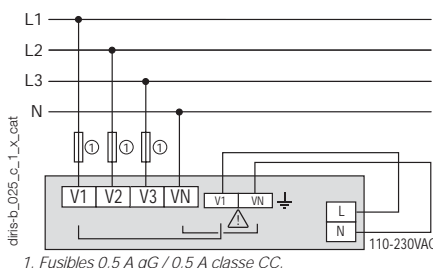 L1
L2
L3
N
diris-b_025_c_1_x_cat
① ① ①
V1 V2 V3 VN V1 VN
L
N
110-230VAC
1. Fusibles 0.5 A gG / 0.5 A classe CC.